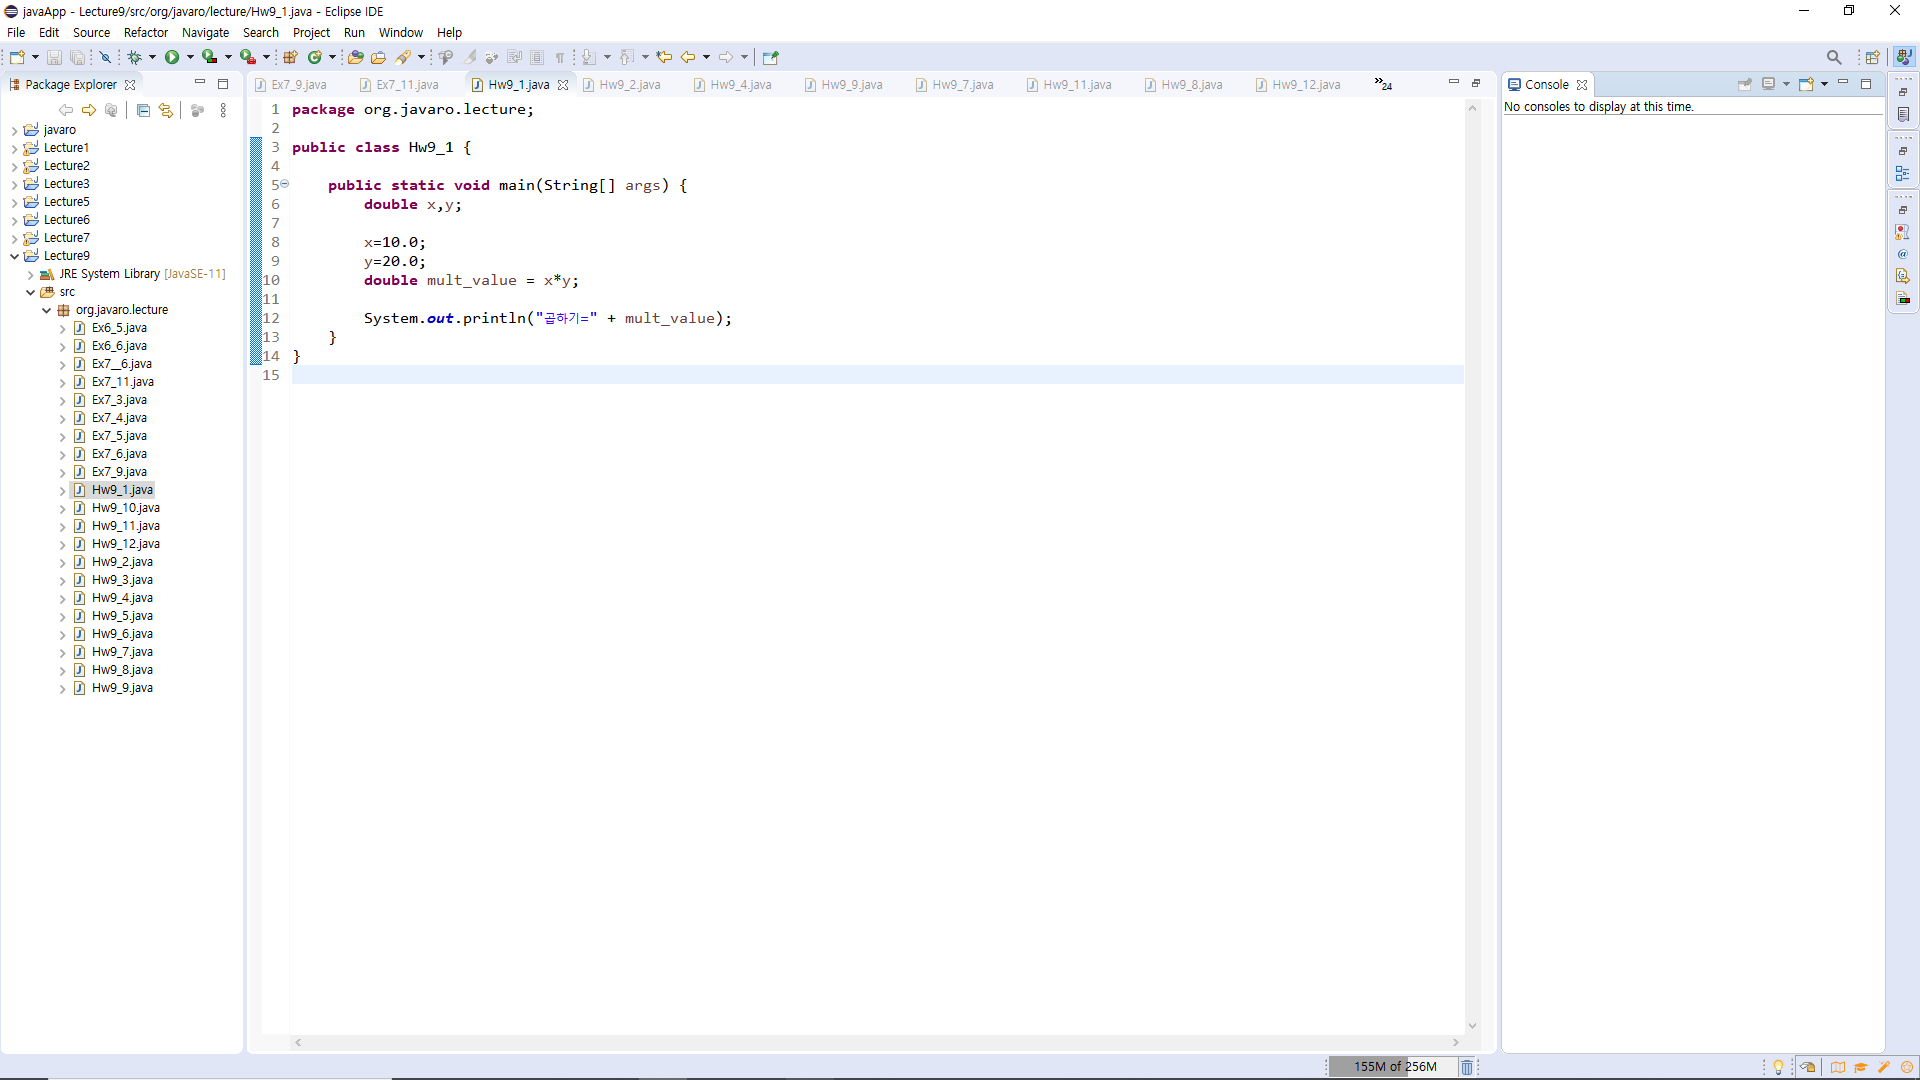 javaApp - Lecture9/src/org/javaro/lecture/Hw9_1.java - Eclipse IDE
File Edit Source Refactor Navigate Search Project Run Window Help
Package Explorer
javaro
Lecture1
Lecture2
Lecture3
Lecture5
Lecture6
Lecture7
Lecture9
JRE System Library [JavaSE-11]
src
org.javaro.lecture
Ex6_5.java
Ex6_6.java
Ex7__6.java
Ex7_11.java
Ex7_3.java
Ex7_4.java
Ex7_5.java
Ex7_6.java
Ex7_9.java
Hw9_1.java
Hw9_10.java
Hw9_11.java
Hw9_12.java
Hw9_2.java
Hw9_3.java
Hw9_4.java
Hw9_5.java
Hw9_6.java
Hw9_7.java
Hw9_8.java
Hw9_9.java
Ex7_9.java Ex7_11.java Hw9_1.java Hw9_2.java Hw9_4.java Hw9_9.java Hw9_7.java Hw9_11.java Hw9_8.java Hw9_12.java »24
1 package org.javaro.lecture;
2
3 public class Hw9_1 {
4
5 public static void main(String[] args) {
6 double x,y;
7
8 x=10.0;
9 y=20.0;
10 double mult_value = x*y;
11
12 System.out.println("곱하기=" + mult_value);
13 }
14 }
15
Console
No consoles to display at this time.
155M of 256M